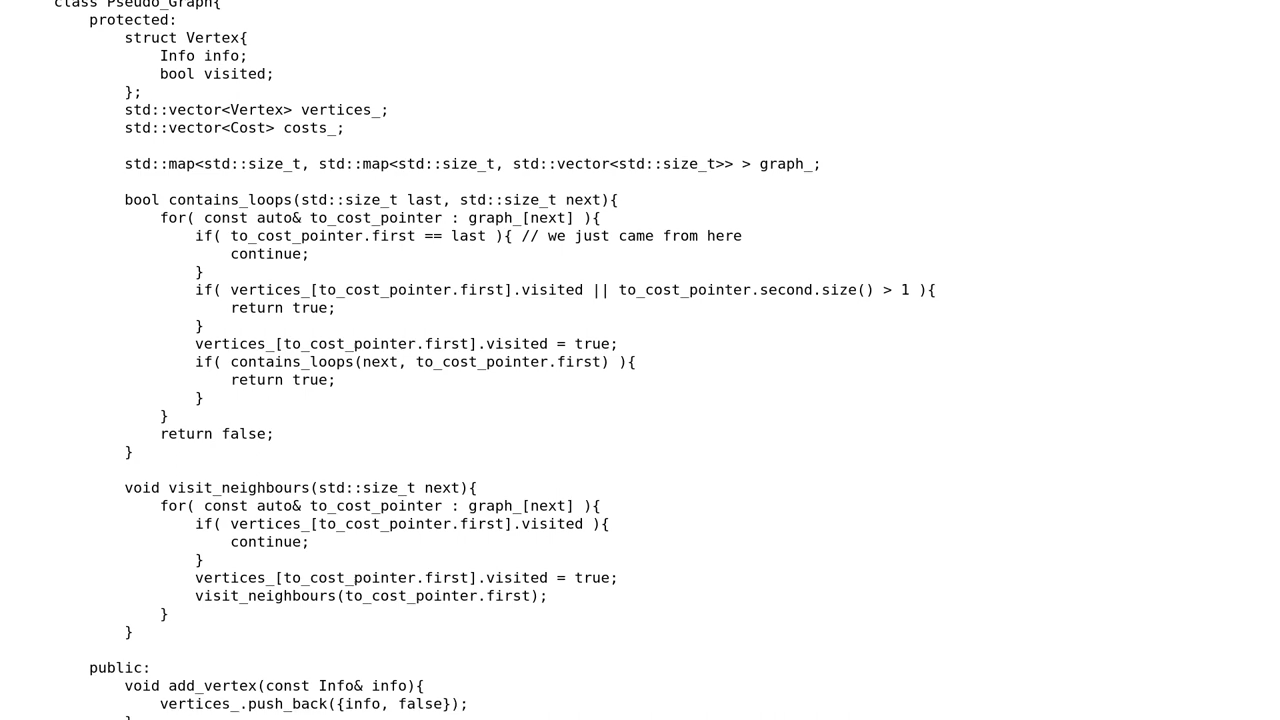 class Pseudo_Graph{
    protected:
        struct Vertex{
            Info info;
            bool visited;
        };
        std::vector<Vertex> vertices_;
        std::vector<Cost> costs_;

        std::map<std::size_t, std::map<std::size_t, std::vector<std::size_t>> > graph_;

        bool contains_loops(std::size_t last, std::size_t next){
            for( const auto& to_cost_pointer : graph_[next] ){
                if( to_cost_pointer.first == last ){ // we just came from here
                    continue;
                }
                if( vertices_[to_cost_pointer.first].visited || to_cost_pointer.second.size() > 1 ){
                    return true;
                }
                vertices_[to_cost_pointer.first].visited = true;
                if( contains_loops(next, to_cost_pointer.first) ){
                    return true;
                }
            }
            return false;
        }

        void visit_neighbours(std::size_t next){
            for( const auto& to_cost_pointer : graph_[next] ){
                if( vertices_[to_cost_pointer.first].visited ){
                    continue;
                }
                vertices_[to_cost_pointer.first].visited = true;
                visit_neighbours(to_cost_pointer.first);
            }
        }

    public:
        void add_vertex(const Info& info){
            vertices_.push_back({info, false});
        }